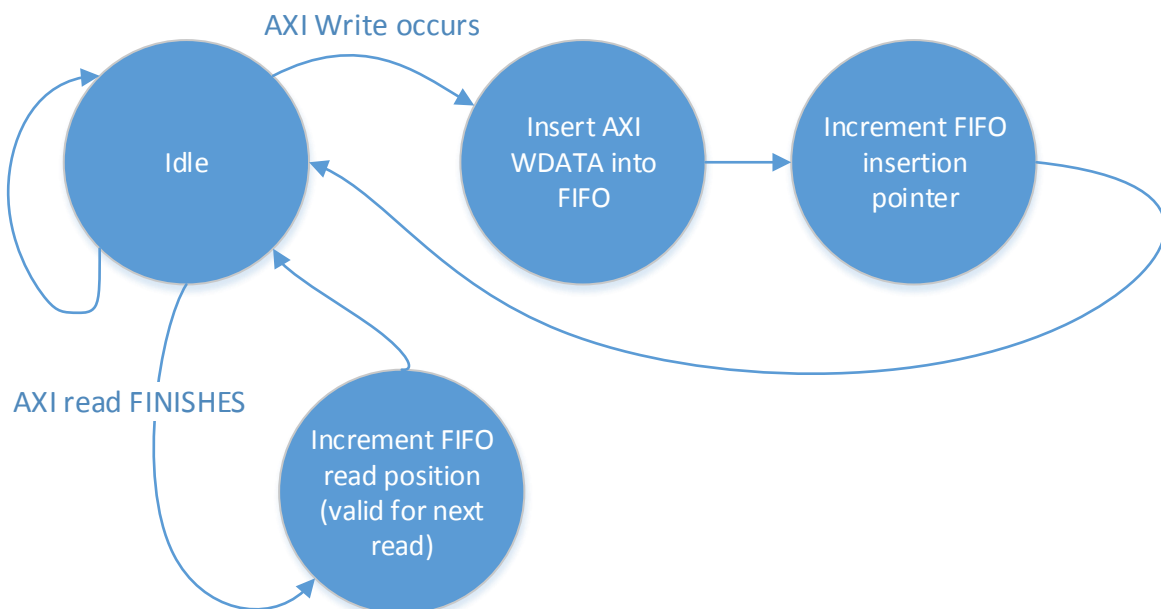 AXI Write occurs
Idle
Insert AXI
WDATA into
FIFO
Increment FIFO
insertion
pointer
AXI read FINISHES
Increment FIFO
read position
(valid for next
read)